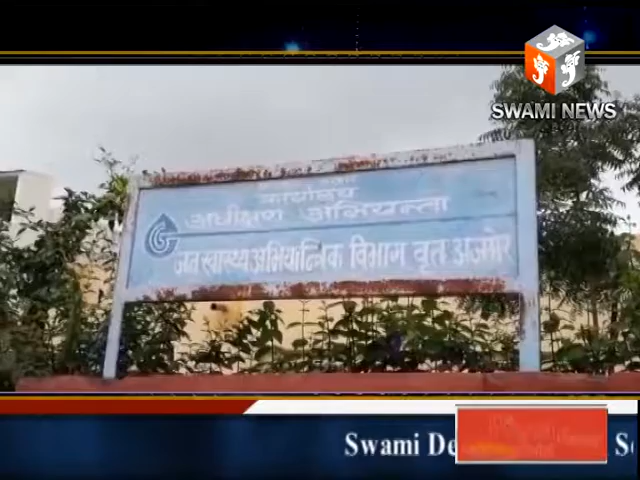 SWAMI NEWS
कार्यालय
अधीक्षण अभियन्ता
जन स्वास्थ्य अभियान्त्रिक विभाग वृत अजमेर
Swami De